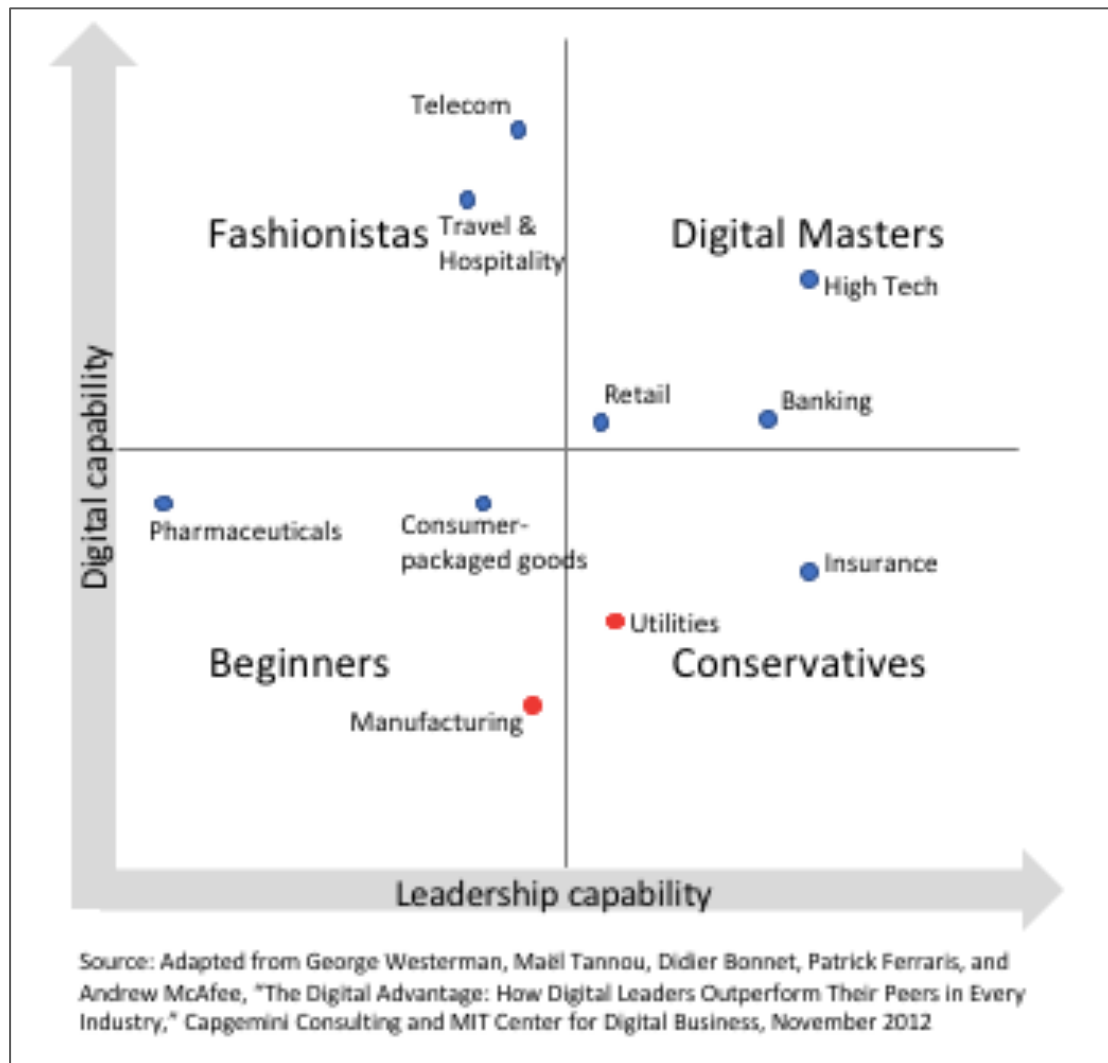 Telecom
Fashionistas
Travel &
Hospitality
Digital Masters
High Tech
Retail
Banking
Digital capability
Pharmaceuticals
Consumer-
packaged goods
Insurance
Utilities
Beginners
Conservatives
Manufacturing
Leadership capability
Source: Adapted from George Westerman, Maël Tannou, Didier Bonnet, Patrick Ferraris, and
Andrew McAfee, “The Digital Advantage: How Digital Leaders Outperform Their Peers in Every
Industry,” Capgemini Consulting and MIT Center for Digital Business, November 2012